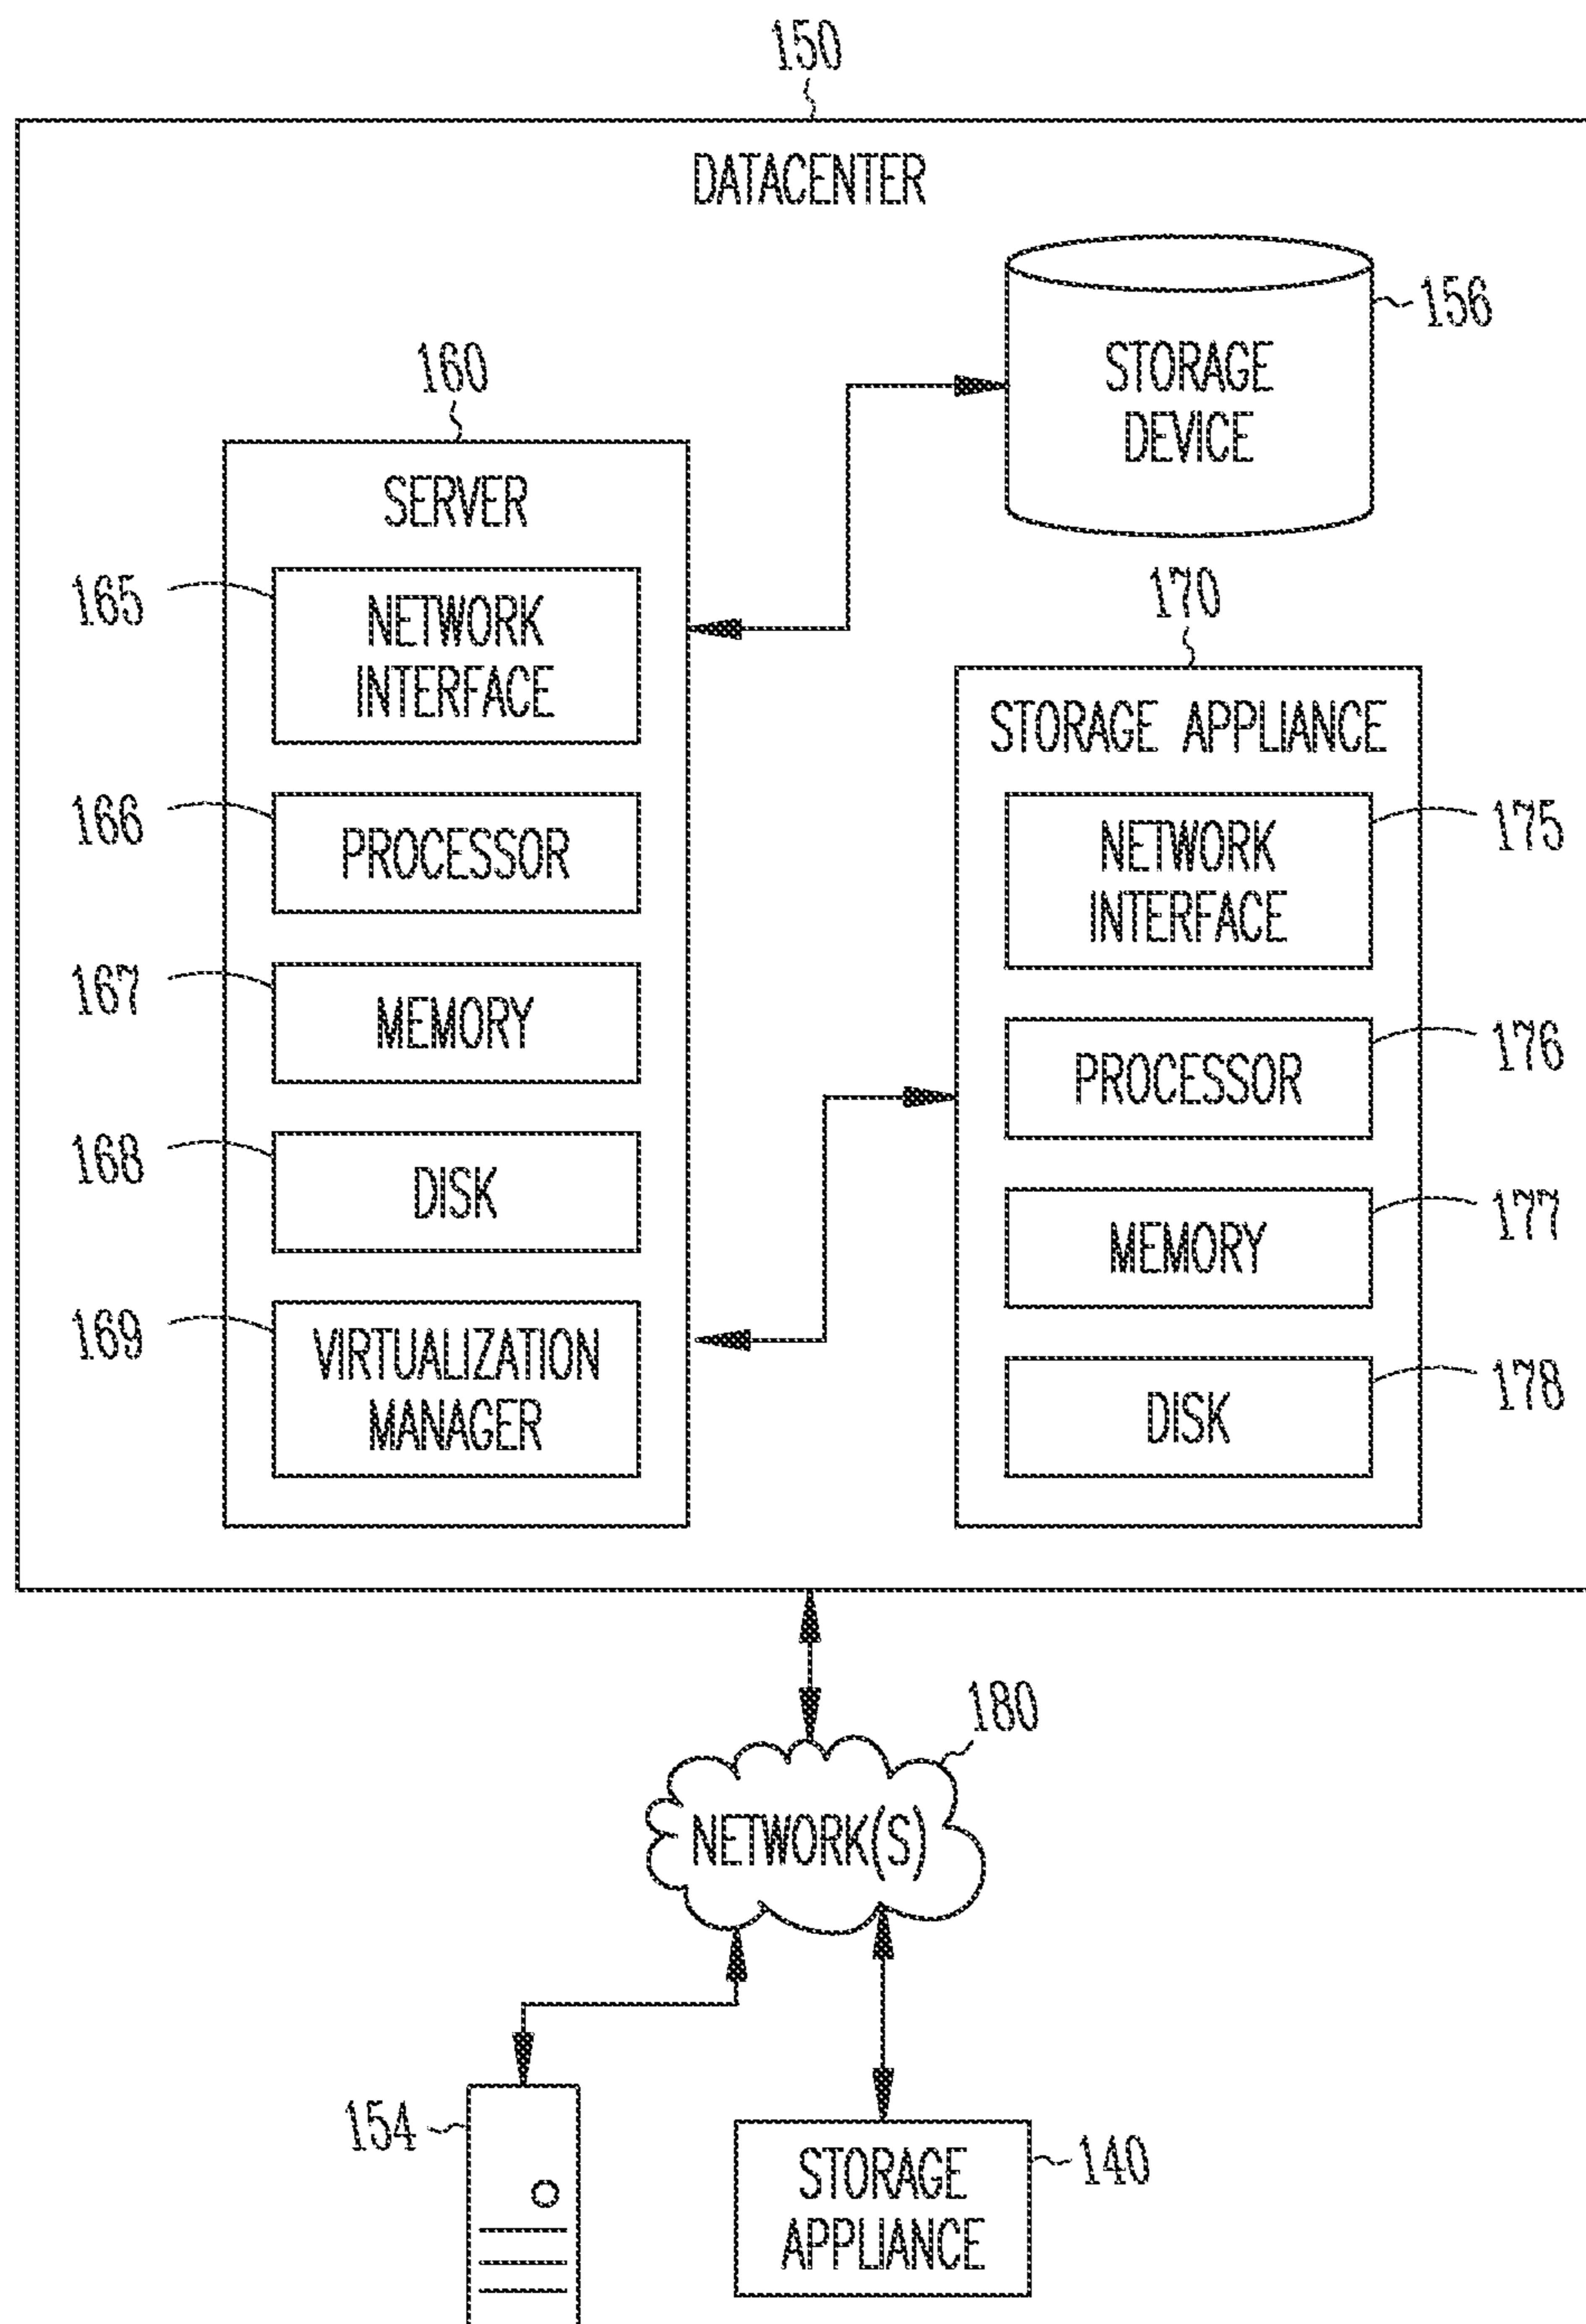 150
DATACENTER
156
STORAGE
DEVICE
160
SERVER
165
NETWORK
INTERFACE
166
PROCESSOR
167
MEMORY
168
DISK
169
VIRTUALIZATION
MANAGER
170
STORAGE APPLIANCE
175
NETWORK
INTERFACE
176
PROCESSOR
177
MEMORY
178
DISK
180
NETWORK(S)
154
STORAGE
APPLIANCE
140